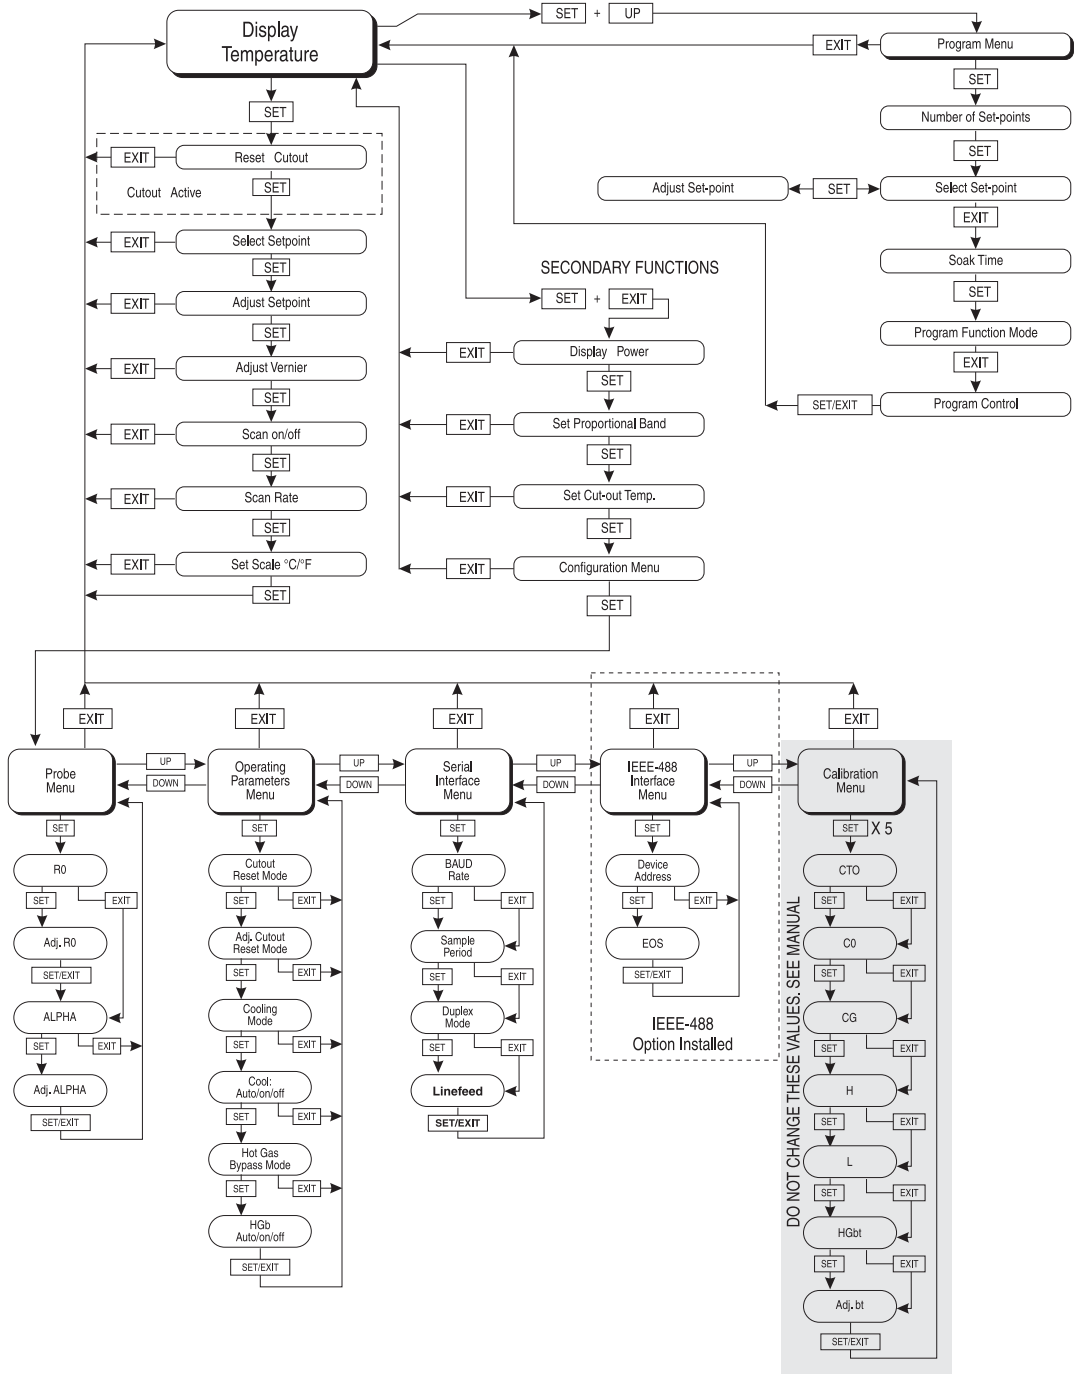 Display
Temperature
SET + UP
EXIT
Program Menu
SET
SET
Number of Set-points
SET
EXIT
Reset Cutout
Cutout Active
SET
Adjust Set-point
SET
Select Set-point
EXIT
EXIT
Select Setpoint
SET
Soak Time
SET
SECONDARY FUNCTIONS
SET + EXIT
EXIT
Adjust Setpoint
SET
Program Function Mode
EXIT
EXIT
Display Power
SET
EXIT
Adjust Vernier
SET
SET/EXIT
Program Control
EXIT
Set Proportional Band
SET
EXIT
Scan on/off
SET
EXIT
Set Cut-out Temp.
SET
EXIT
Scan Rate
SET
EXIT
Configuration Menu
SET
EXIT
Set Scale °C/°F
SET
EXIT
EXIT
EXIT
EXIT
EXIT
Probe
Menu
UP
DOWN
Operating
Parameters
Menu
UP
DOWN
Serial
Interface
Menu
UP
DOWN
IEEE-488
Interface
Menu
UP
DOWN
Calibration
Menu
SET
R0
SET
EXIT
Adj. R0
SET/EXIT
ALPHA
SET
EXIT
Adj. ALPHA
SET/EXIT
SET
Cutout
Reset Mode
SET
EXIT
Adj. Cutout
Reset Mode
SET
EXIT
Cooling
Mode
SET
EXIT
Cool:
Auto/on/off
SET
EXIT
Hot Gas
Bypass Mode
SET
EXIT
HGb
Auto/on/off
SET/EXIT
SET
BAUD
Rate
SET
EXIT
Sample
Period
SET
EXIT
Duplex
Mode
SET
EXIT
Linefeed
SET/EXIT
SET
Device
Address
SET
EXIT
EOS
SET/EXIT
IEEE-488
Option Installed
DO NOT CHANGE THESE VALUES. SEE MANUAL
SET X 5
CTO
SET
EXIT
C0
SET
EXIT
CG
SET
EXIT
H
SET
EXIT
L
SET
EXIT
HGbt
SET
EXIT
Adj. bt
SET/EXIT